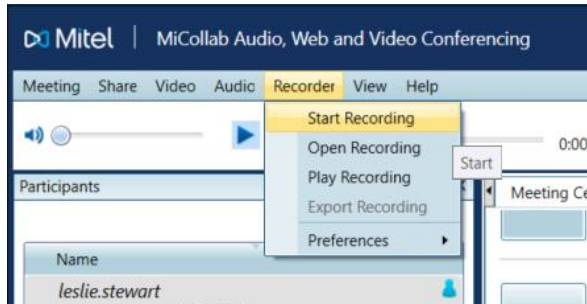 Mitel | MiCollab Audio, Web and Video Conferencing
Meeting Share Video Audio Recorder View Help
Start Recording
0:00
Open Recording
Start
Play Recording
Participants
Meeting Ce
Export Recording
Preferences
Name
leslie.stewart